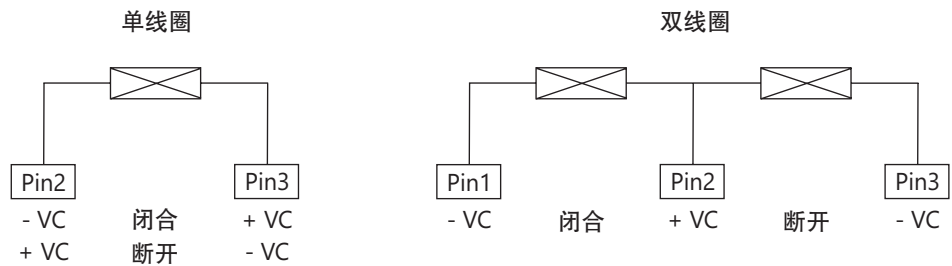 单线圈 双线圈
Pin2 Pin3 Pin1 Pin2 Pin3
- VC 闭合 + VC - VC 闭合 + VC 断开 - VC
+ VC 断开 - VC